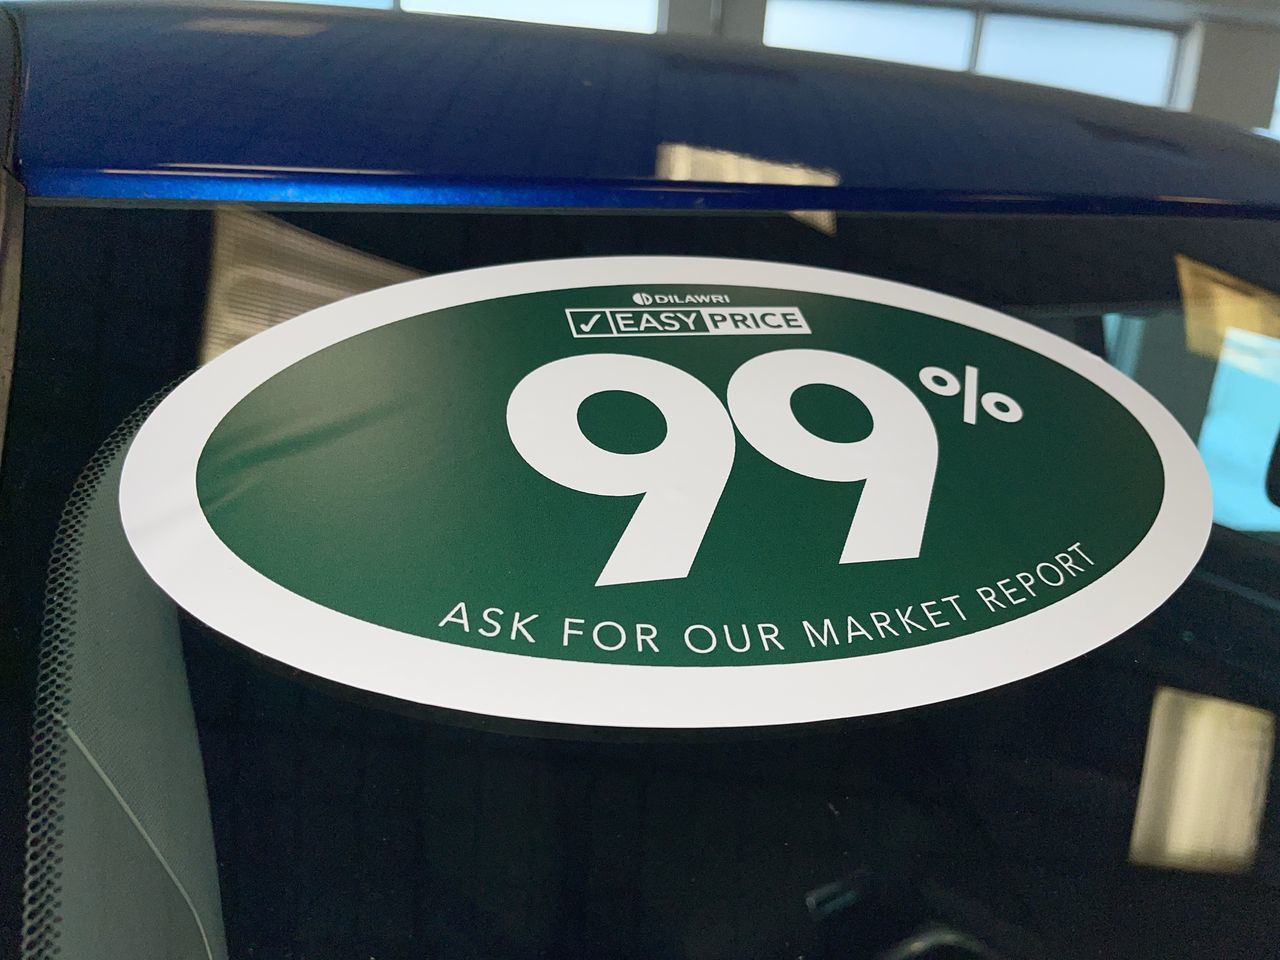 DILAWRI
✓ EASY PRICE
99%
ASK FOR OUR MARKET REPORT